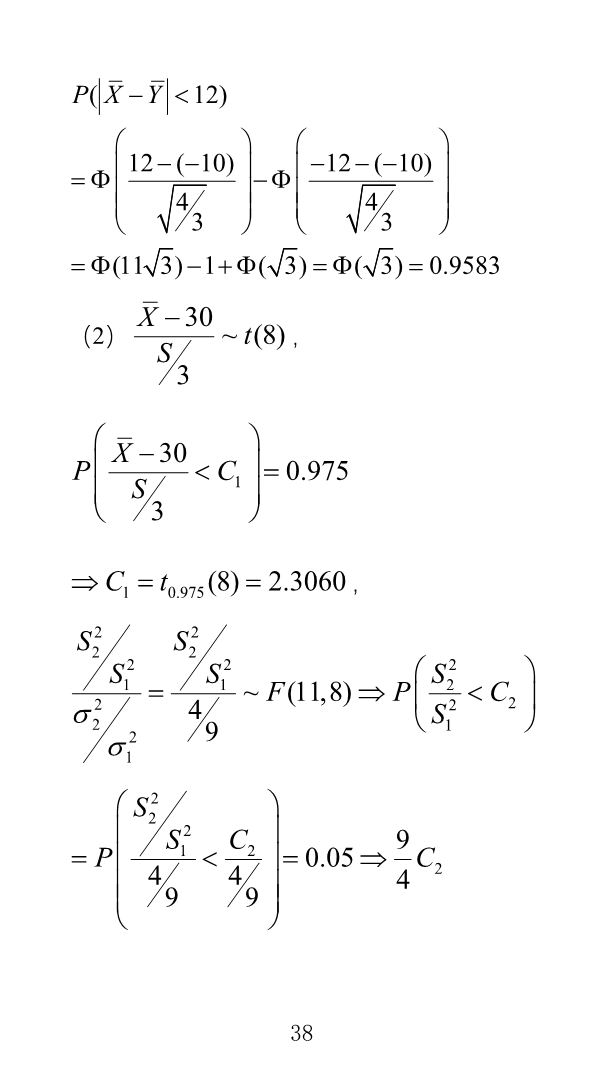 P(|X̅ − Y̅| < 12)
= Φ((12 − (−10))/√(4/3)) − Φ((−12 − (−10))/√(4/3))
= Φ(11√3) − 1 + Φ(√3) = Φ(√3) = 0.9583
（2） (X̅ − 30)/(S/3) ~ t(8) ,
P((X̅ − 30)/(S/3) < C₁) = 0.975
⇒ C₁ = t₀.₉₇₅(8) = 2.3060 ,
(S₂²/S₁²)/(σ₂²/σ₁²) = (S₂²/S₁²)/(4/9) ~ F(11,8) ⇒ P(S₂²/S₁² < C₂)
= P((S₂²/S₁²)/(4/9) < C₂/(4/9)) = 0.05 ⇒ 9/4 C₂
38